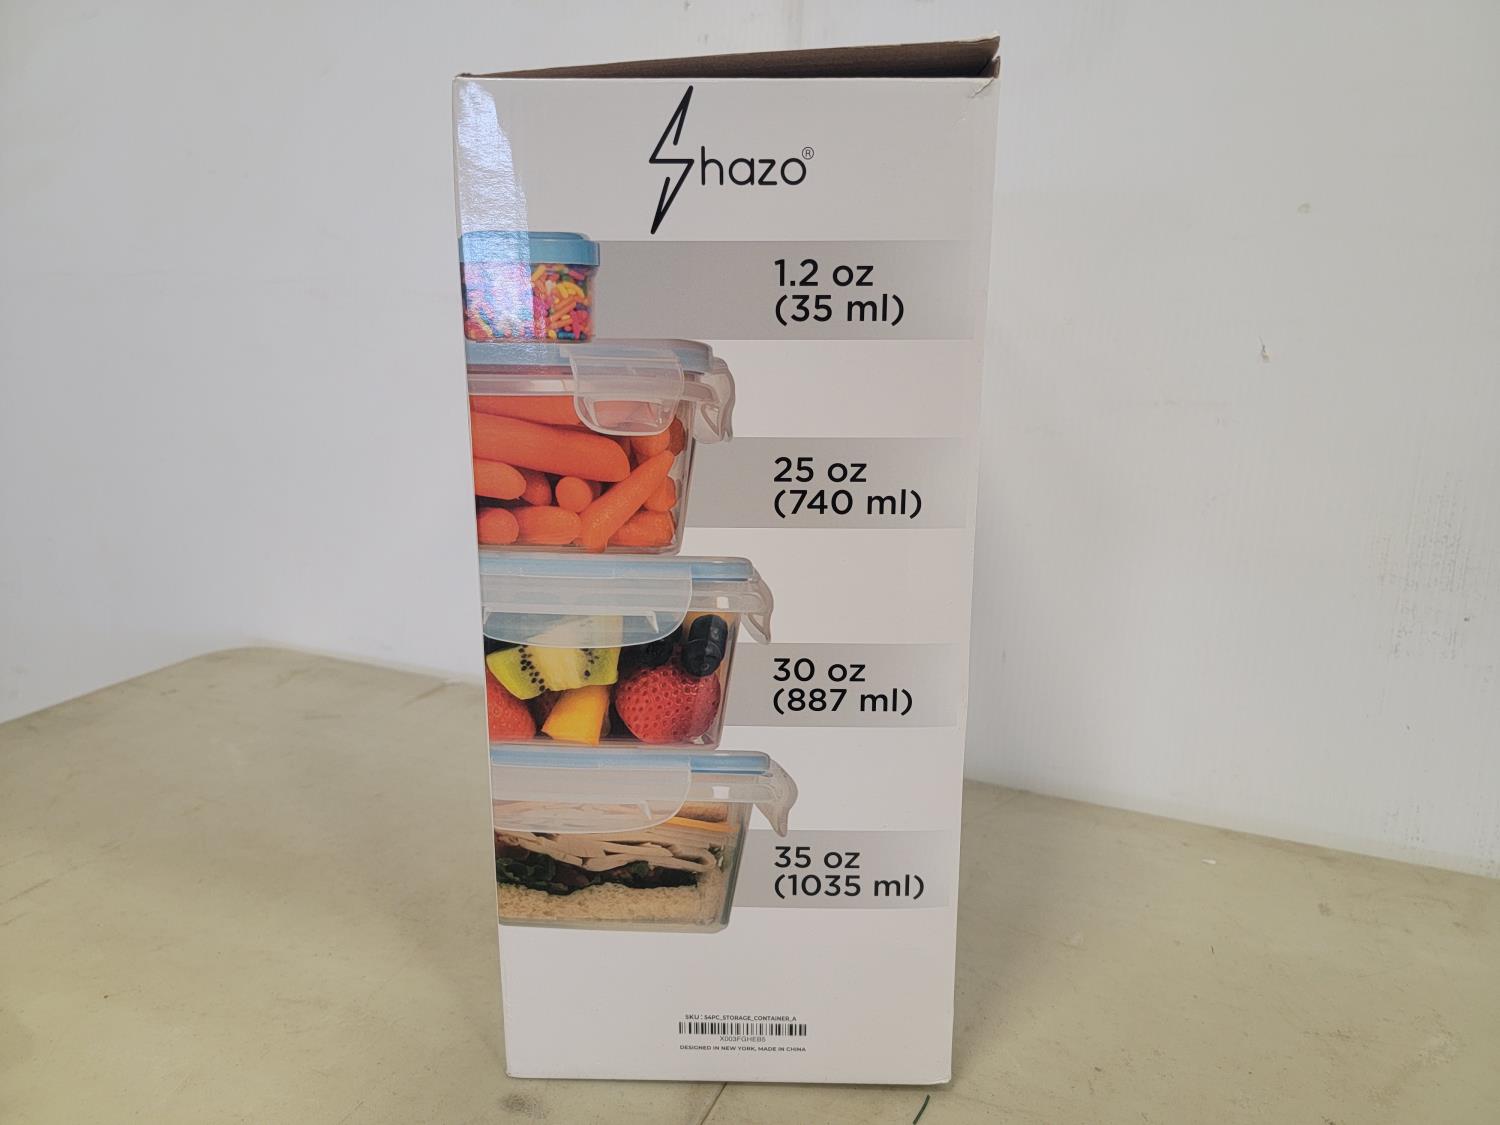 Shazo®
1.2 oz
(35 ml)
25 oz
(740 ml)
30 oz
(887 ml)
35 oz
(1035 ml)
SKU : 54PC_STORAGE_CONTAINER_A
X003FGHEB5
DESIGNED IN NEW YORK, MADE IN CHINA